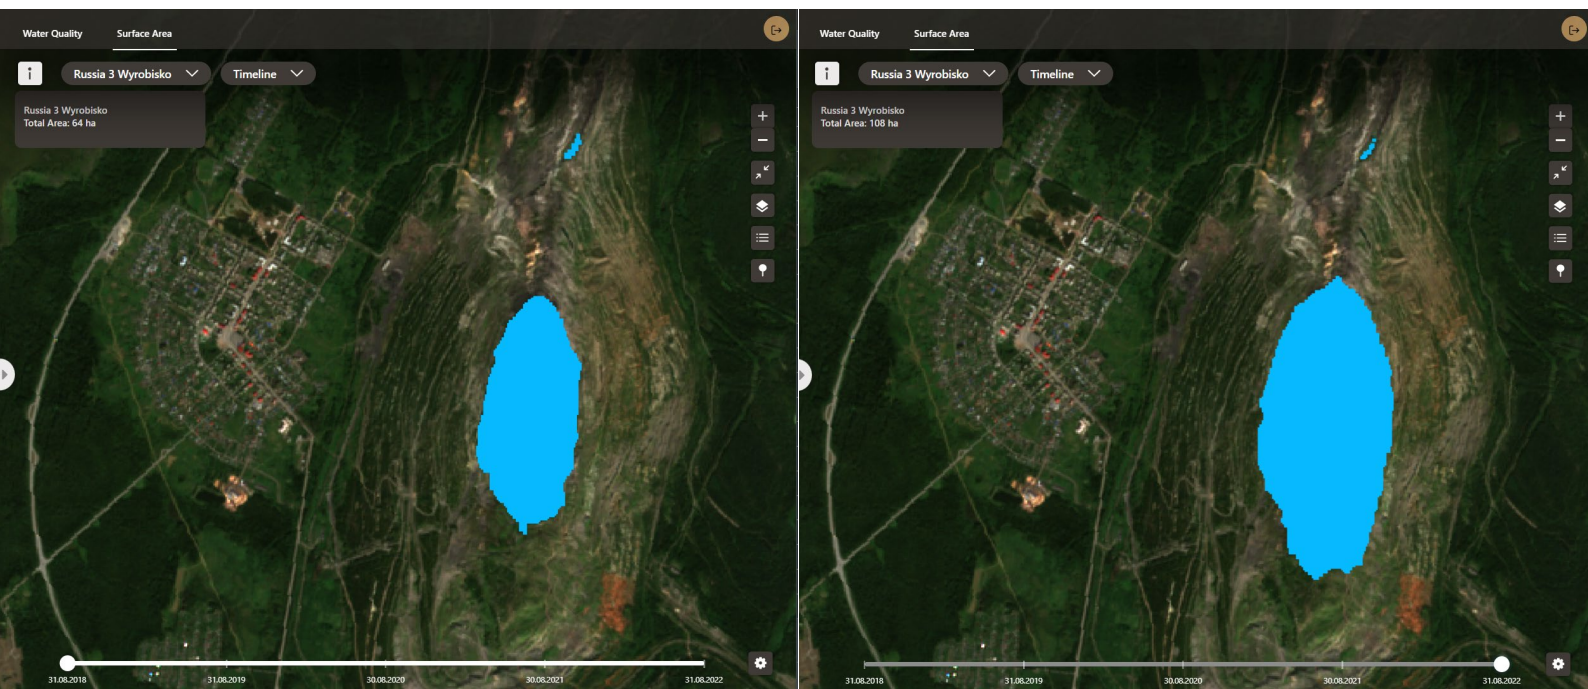 Water Quality
Surface Area
Russia 3 Wyrobisko
Timeline
Russia 3 Wyrobisko
Total Area: 64 ha
31.08.2018
31.08.2019
30.08.2020
30.08.2021
31.08.2022
Water Quality
Surface Area
Russia 3 Wyrobisko
Timeline
Russia 3 Wyrobisko
Total Area: 108 ha
31.08.2018
31.08.2019
30.08.2020
30.08.2021
31.08.2022